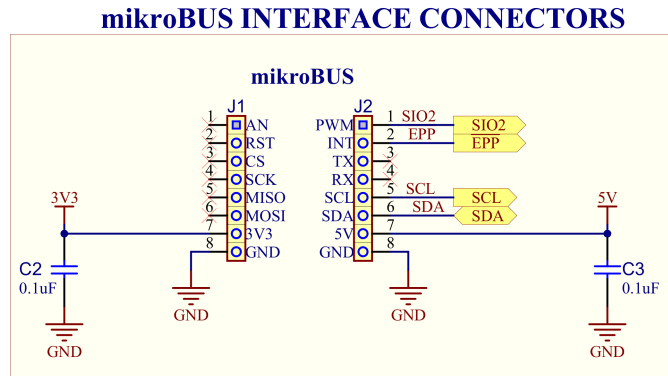 mikroBUS INTERFACE CONNECTORS
mikroBUS
J1
1 AN
2 RST
3 CS
4 SCK
5 MISO
6 MOSI
7 3V3
8 GND
J2
PWM 1 SIO2 SIO2
INT 2 EPP EPP
TX 3
RX 4
SCL 5 SCL SCL
SDA 6 SDA SDA
5V 7
GND 8
3V3
C2
0.1uF
GND
GND
GND
5V
C3
0.1uF
GND